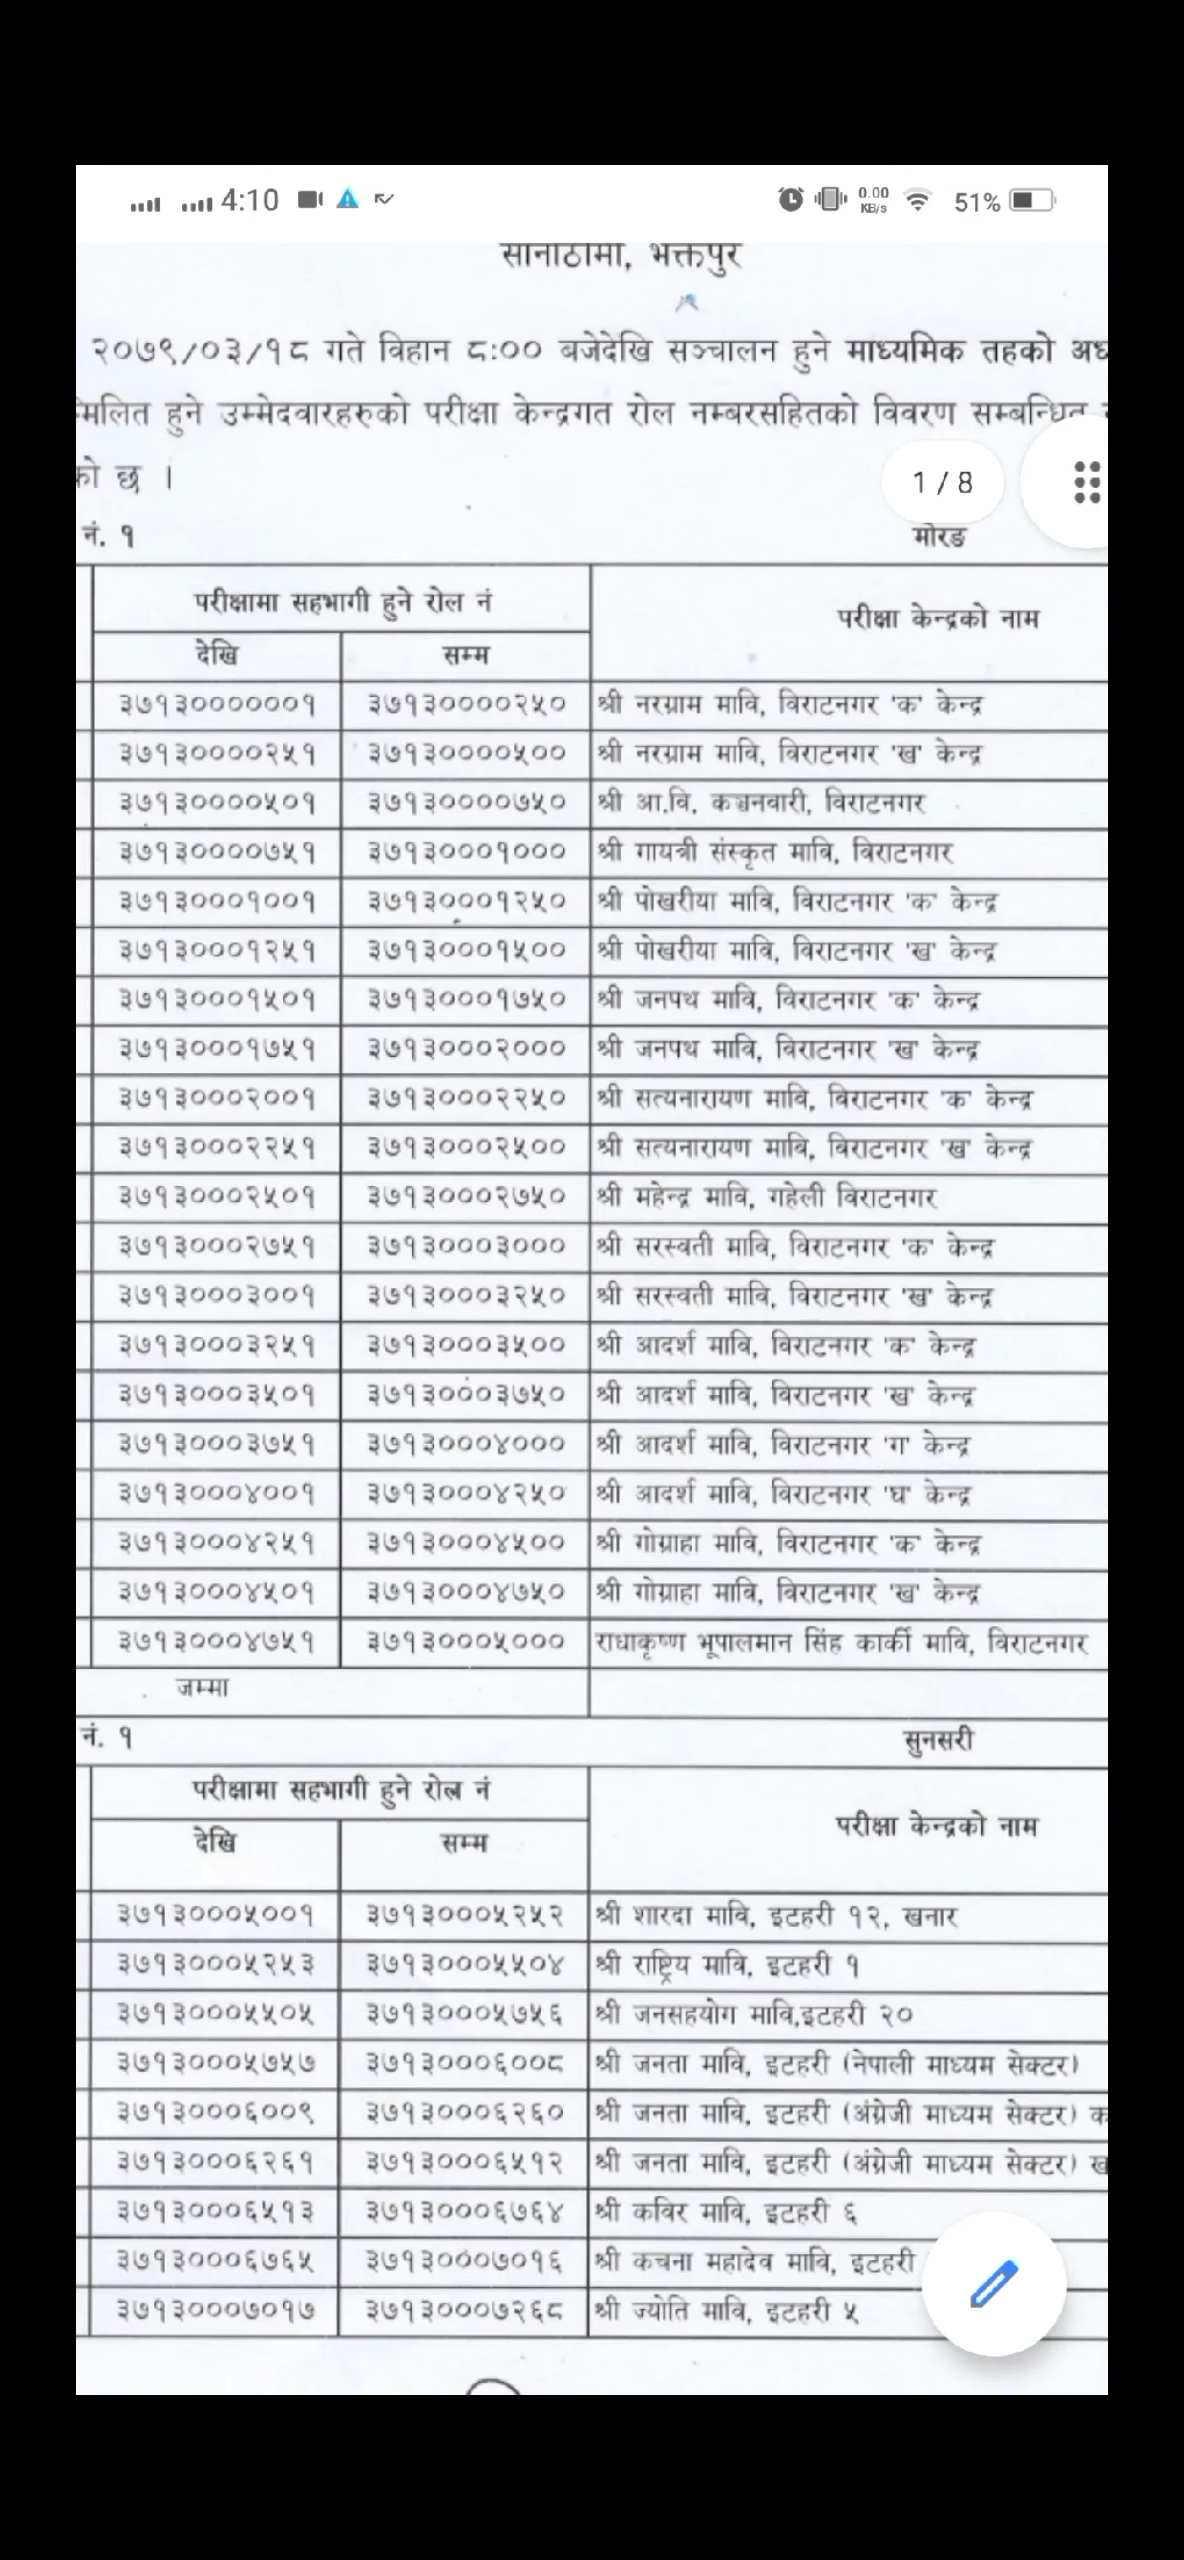 4:10
0.00
KB/s
51%
सानोठिमी, भक्तपुर
२०७९/०३/१८ गते विहान ८:०० बजेदेखि सञ्चालन हुने माध्यमिक तहको
हुने उम्मेदवारहरुको परीक्षा केन्द्रगत रोल नम्बरसहितको विवरण सम्बन्धित
छ ।
1 / 8
नं. १ मोरङ
परीक्षामा सहभागी हुने रोल नं परीक्षा केन्द्रको नाम
देखि सम्म
३७१३०००००००१ ३७१३००००२५० श्री नरग्राम मावि, विराटनगर 'क' केन्द्र
३७१३००००२५१ ३७१३००००५०० श्री नरग्राम मावि, विराटनगर 'ख' केन्द्र
३७१३००००५०१ ३७१३००००७५० श्री आ.वि, कञ्चनवारी, विराटनगर
३७१३००००७५१ ३७१३०००१००० श्री गायत्री संस्कृत मावि, विराटनगर
३७१३०००१००१ ३७१३०००१२५० श्री पोखरीया मावि, विराटनगर 'क' केन्द्र
३७१३०००१२५१ ३७१३०००१५०० श्री पोखरीया मावि, विराटनगर 'ख' केन्द्र
३७१३०००१५०१ ३७१३०००१७५० श्री जनपथ मावि, विराटनगर 'क' केन्द्र
३७१३०००१७५१ ३७१३०००२००० श्री जनपथ मावि, विराटनगर 'ख' केन्द्र
३७१३०००२००१ ३७१३०००२२५० श्री सत्यनारायण मावि, विराटनगर 'क' केन्द्र
३७१३०००२२५१ ३७१३०००२५०० श्री सत्यनारायण मावि, विराटनगर 'ख' केन्द्र
३७१३०००२५०१ ३७१३०००२७५० श्री महेन्द्र मावि, गहेली विराटनगर
३७१३०००२७५१ ३७१३०००३००० श्री सरस्वती मावि, विराटनगर 'क' केन्द्र
३७१३०००३००१ ३७१३०००३२५० श्री सरस्वती मावि, विराटनगर 'ख' केन्द्र
३७१३०००३२५१ ३७१३०००३५०० श्री आदर्श मावि, विराटनगर 'क' केन्द्र
३७१३०००३५०१ ३७१३०००३७५० श्री आदर्श मावि, विराटनगर 'ख' केन्द्र
३७१३०००३७५१ ३७१३०००४००० श्री आदर्श मावि, विराटनगर 'ग' केन्द्र
३७१३०००४००१ ३७१३०००४२५० श्री आदर्श मावि, विराटनगर 'घ' केन्द्र
३७१३०००४२५१ ३७१३०००४५०० श्री गोग्राहा मावि, विराटनगर 'क' केन्द्र
३७१३०००४५०१ ३७१३०००४७५० श्री गोग्राहा मावि, विराटनगर 'ख' केन्द्र
३७१३०००४७५१ ३७१३०००५००० राधाकृष्ण भूपालमान सिंह कार्की मावि, विराटनगर
जम्मा
नं. १ सुनसरी
परीक्षामा सहभागी हुने रोल नं परीक्षा केन्द्रको नाम
देखि सम्म
३७१३०००५००१ ३७१३०००५२५२ श्री शारदा मावि, इटहरी १२, खनार
३७१३०००५२५३ ३७१३०००५५०४ श्री राष्ट्रिय मावि, इटहरी १
३७१३०००५५०५ ३७१३०००५७५६ श्री जनसहयोग मावि,इटहरी २०
३७१३०००५७५७ ३७१३०००६००८ श्री जनता मावि, इटहरी (नेपाली माध्यम सेक्टर)
३७१३०००६००९ ३७१३०००६२६० श्री जनता मावि, इटहरी (अंग्रेजी माध्यम सेक्टर) क
३७१३०००६२६१ ३७१३०००६५१२ श्री जनता मावि, इटहरी (अंग्रेजी माध्यम सेक्टर) ख
३७१३०००६५१३ ३७१३०००६७६४ श्री कविर मावि, इटहरी ६
३७१३०००६७६५ ३७१३०००७०१६ श्री कचना महादेव मावि, इटहरी
३७१३०००७०१७ ३७१३०००७२६८ श्री ज्योति मावि, इटहरी ५